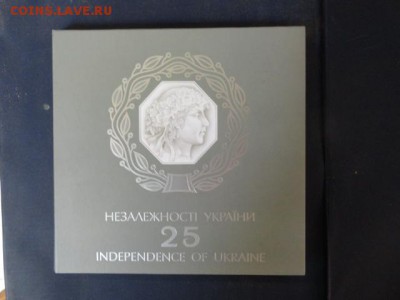 COINS.LAVE.RU
НЕЗАЛЕЖНОСТІ УКРАЇНИ
25
INDEPENDENCE OF UKRAINE